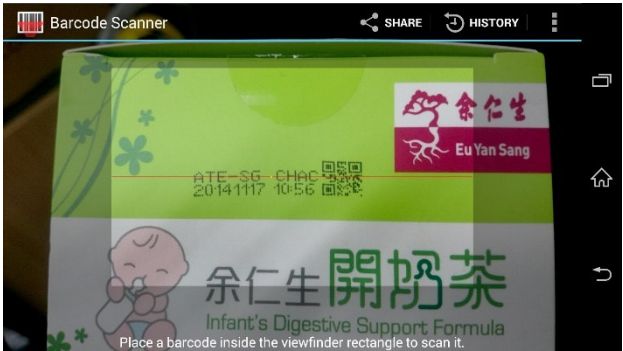 Barcode Scanner
SHARE
HISTORY
余仁生
Eu Yan Sang
ATE-SG CHAC
20141117 10:56
余仁生開奶茶
Infant's Digestive Support Formula
Place a barcode inside the viewfinder rectangle to scan it.